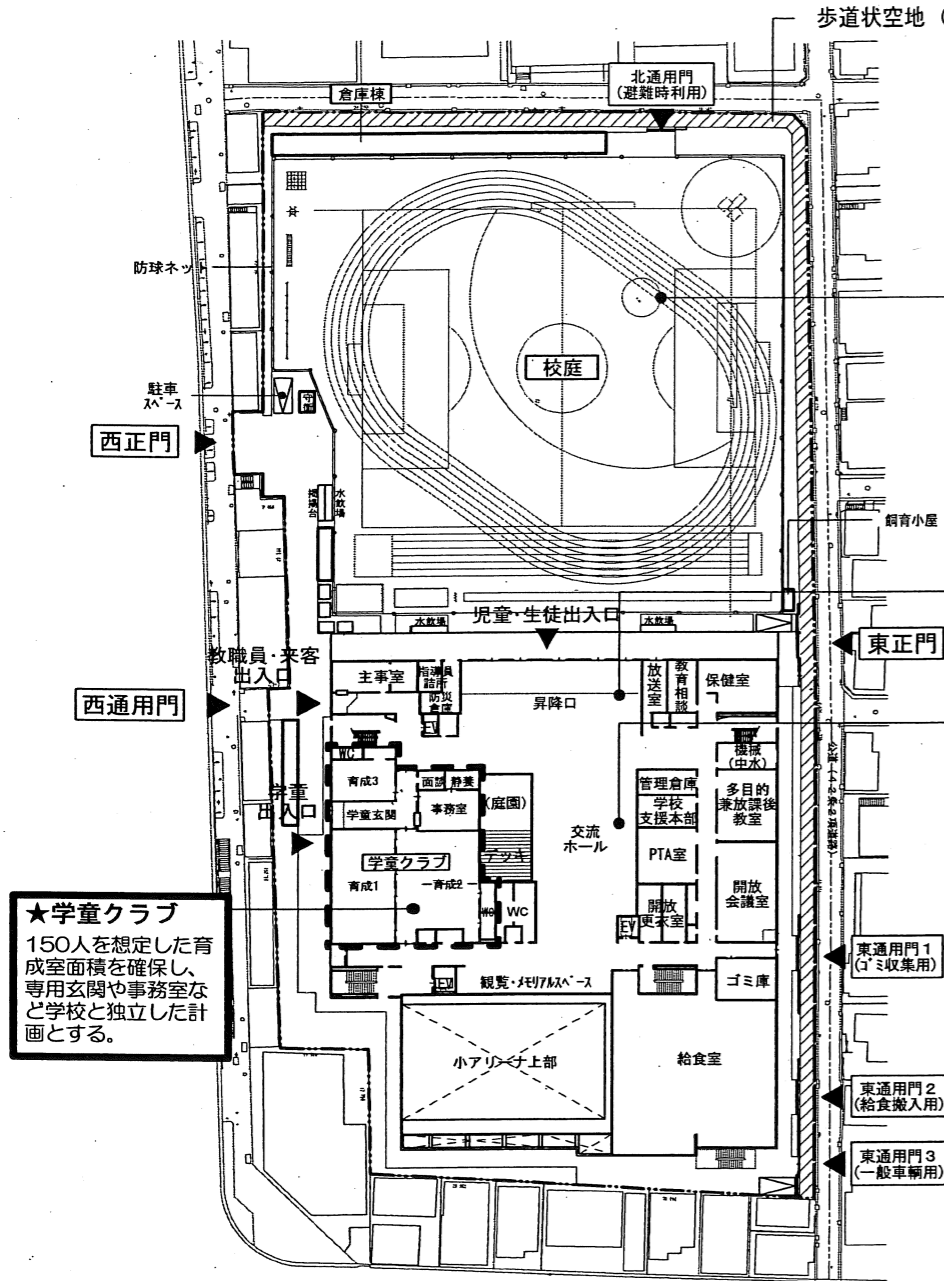 歩道状空地（
北通用門
（避難時利用）
倉庫棟
防球ネット
校庭
駐車
スペース
西正門
水飲場
飼育小屋
水飲場
児童・生徒出入口
水飲場
東正門
教職員・来客
出入口
西通用門
主事室
指導員
詰所
防災
倉庫
EV
昇降口
放送室
教育相談
保健室
機械
（中水）
WC
育成3
面談
静養
学童玄関
事務室
（庭園）
デッキ
管理倉庫
学校
支援本部
多目的
兼放課後
教室
学童
出入口
学童クラブ
育成1
育成2
WC
WC
交流
ホール
PTA室
開放
更衣室
EV
開放
会議室
★学童クラブ
150人を想定した育
成室面積を確保し、
専用玄関や事務室な
ど学校と独立した計
画とする。
EV
観覧・メモリアルスペース
ゴミ庫
東通用門１
（ゴミ収集用）
小アリーナ上部
給食室
東通用門２
（給食搬入用）
東通用門３
（一般車輌用）